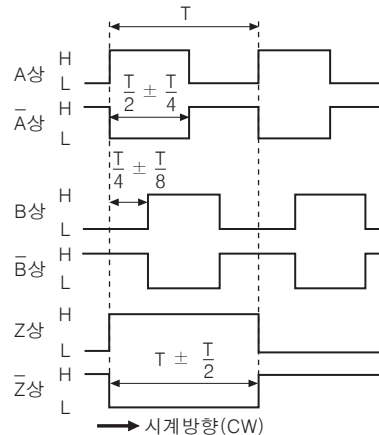 T
A상 H
L
T/2 ± T/4
A̅상 H
L
T/4 ± T/8
B상 H
L
B̅상 H
L
Z상 H
L
T ± T/2
Z̅상 H
L
시계방향(CW)